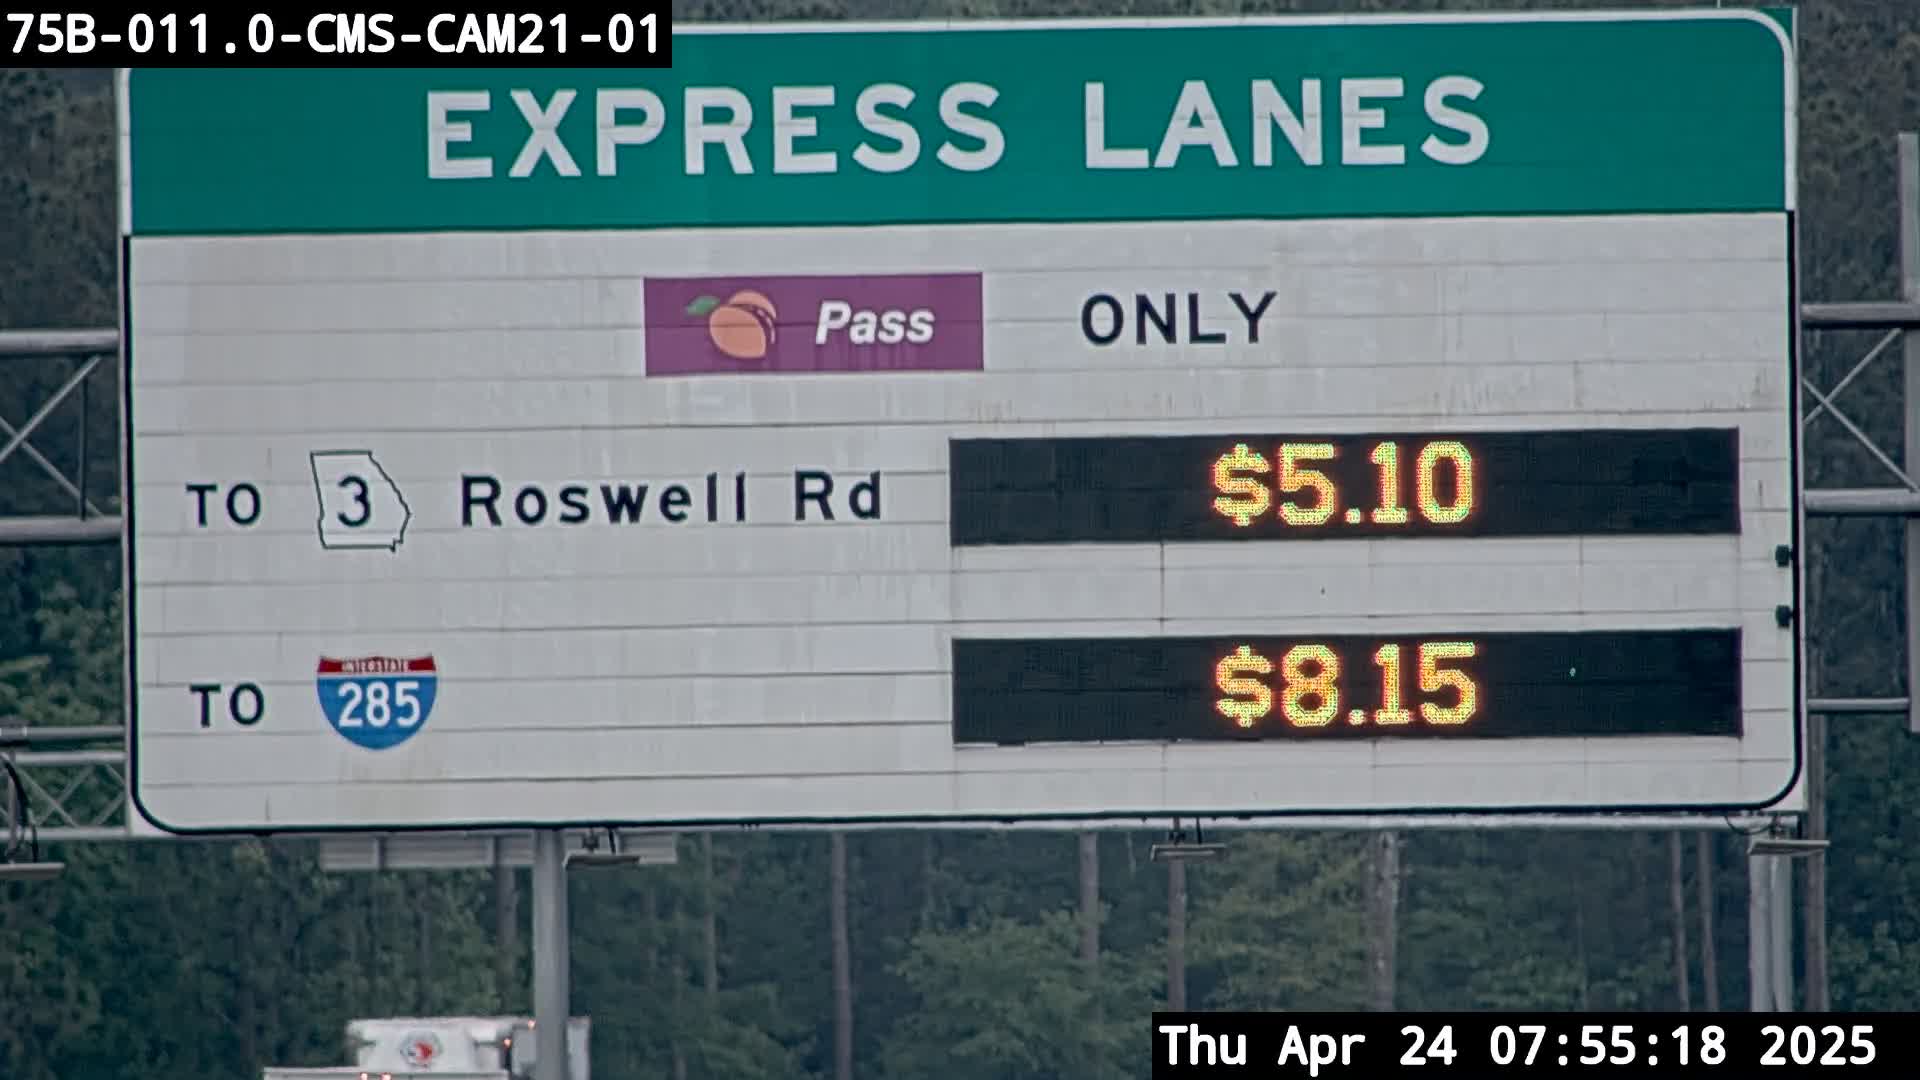 75B-011.0-CMS-CAM21-01
EXPRESS LANES
Pass ONLY
TO 3 Roswell Rd $5.10
INTERSTATE
TO 285 $8.15
Thu Apr 24 07:55:18 2025